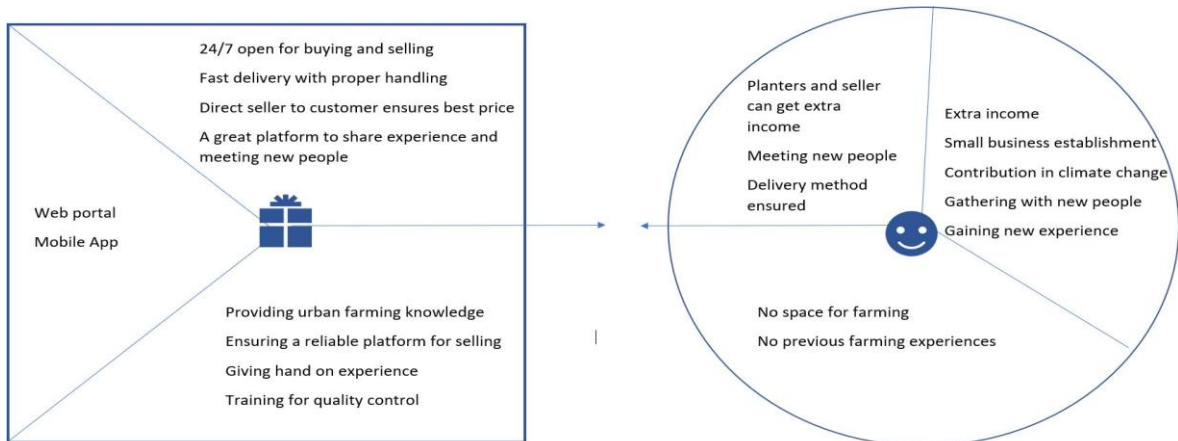 24/7 open for buying and selling
Fast delivery with proper handling
Direct seller to customer ensures best price
A great platform to share experience and
meeting new people
Web portal
Mobile App
Providing urban farming knowledge
Ensuring a reliable platform for selling
Giving hand on experience
Training for quality control
Planters and seller
can get extra
income
Meeting new people
Delivery method
ensured
Extra income
Small business establishment
Contribution in climate change
Gathering with new people
Gaining new experience
No space for farming
No previous farming experiences